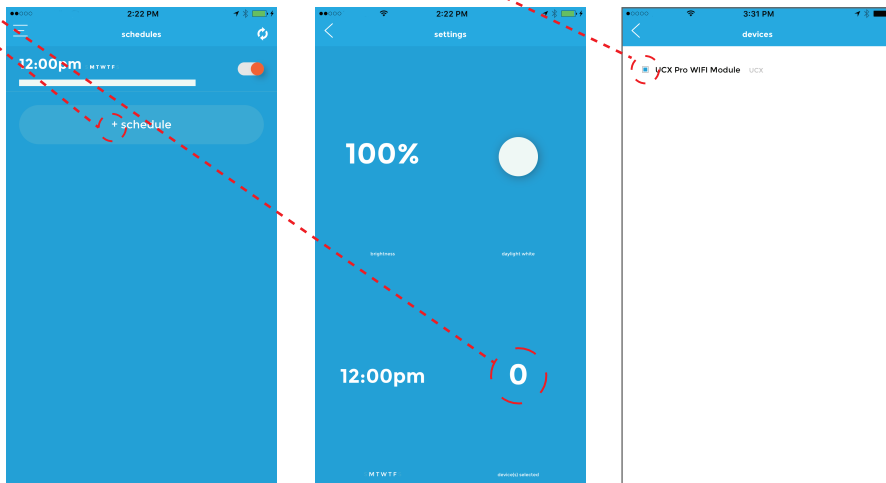 2:22 PM
schedules
12:00pm MTWTF
+ schedule
2:22 PM
settings
100%
brightness
daylight white
12:00pm
0
MTWTF
device(s) selected
3:31 PM
devices
UCX Pro WIFI Module UCX